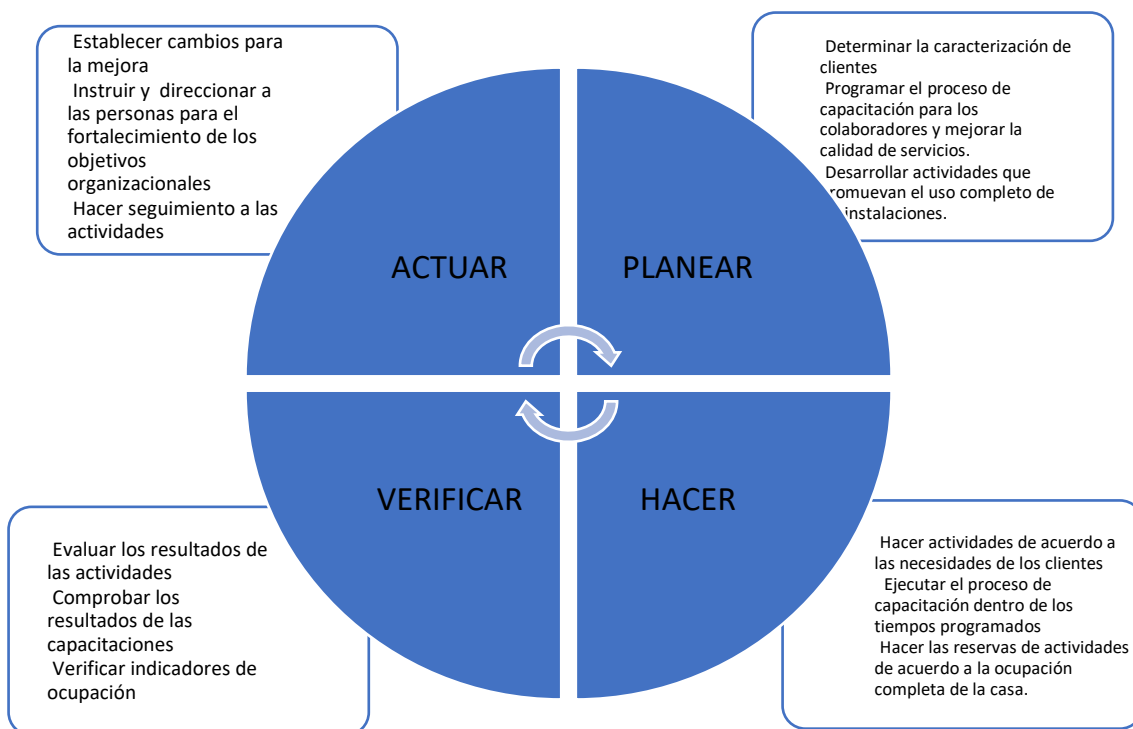 Establecer cambios para
la mejora
Instruir y direccionar a
las personas para el
fortalecimiento de los
objetivos
organizacionales
Hacer seguimiento a las
actividades
Determinar la caracterización de
clientes
Programar el proceso de
capacitación para los
colaboradores y mejorar la
calidad de servicios.
Desarrollar actividades que
romuevan el uso completo de
instalaciones.
ACTUAR
PLANEAR
VERIFICAR
HACER
Evaluar los resultados de
las actividades
Comprobar los
resultados de las
capacitaciones
Verificar indicadores de
ocupación
Hacer actividades de acuerdo a
las necesidades de los clientes
Ejecutar el proceso de
capacitación dentro de los
tiempos programados
Hacer las reservas de actividades
de acuerdo a la ocupación
completa de la casa.